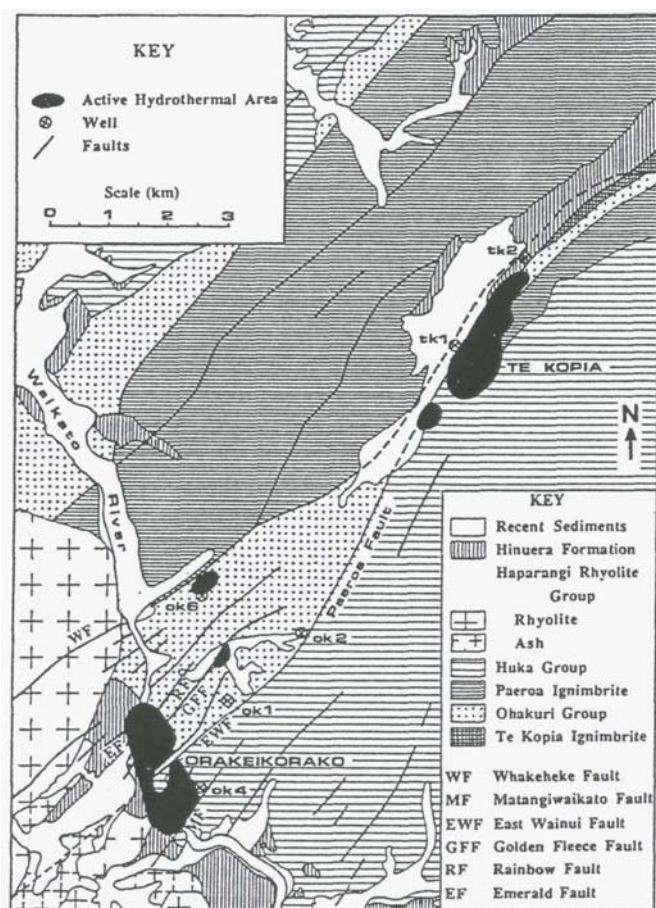 KEY
Active Hydrothermal Area
Well
Faults
Scale (km)
0 1 2 3
tk2
tk1
TE KOPIA
N
Waikato
River
Paeroa Fault
ok6
WF
ok2
RF
GFF
ok1
EWF
EF
ORAKEIKORAKO
ok4
MF
KEY
Recent Sediments
Hinuera Formation
Haparangi Rhyolite
Group
Rhyolite
Ash
Huka Group
Paeroa Ignimbrite
Ohakuri Group
Te Kopia Ignimbrite
WF Whakeheke Fault
MF Matangiwaikato Fault
EWF East Wainui Fault
GFF Golden Fleece Fault
RF Rainbow Fault
EF Emerald Fault